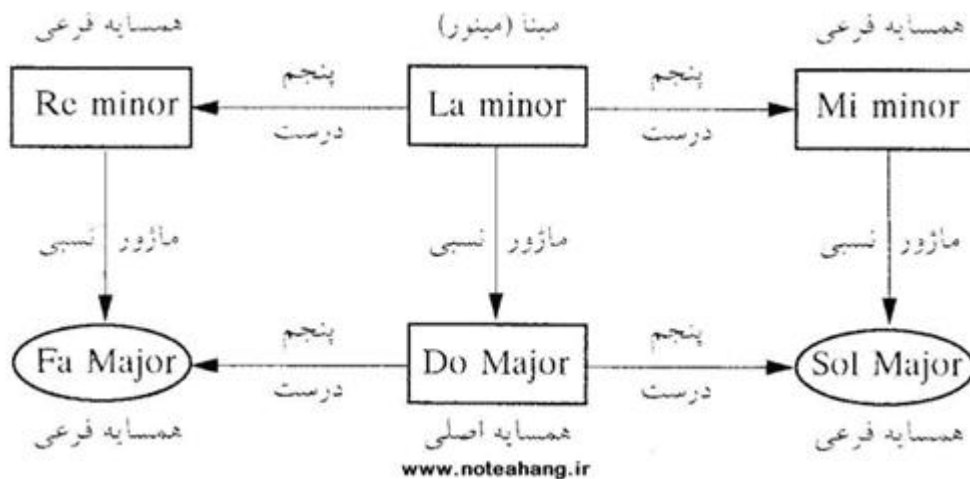 همسایه فرعی
مبنا (مینور)
همسایه فرعی
Re minor
پنجم
درست
La minor
پنجم
درست
Mi minor
ماژور نسبی
ماژور نسبی
ماژور نسبی
Fa Major
پنجم
درست
Do Major
پنجم
درست
Sol Major
همسایه فرعی
همسایه اصلی
همسایه فرعی
www.noteahang.ir